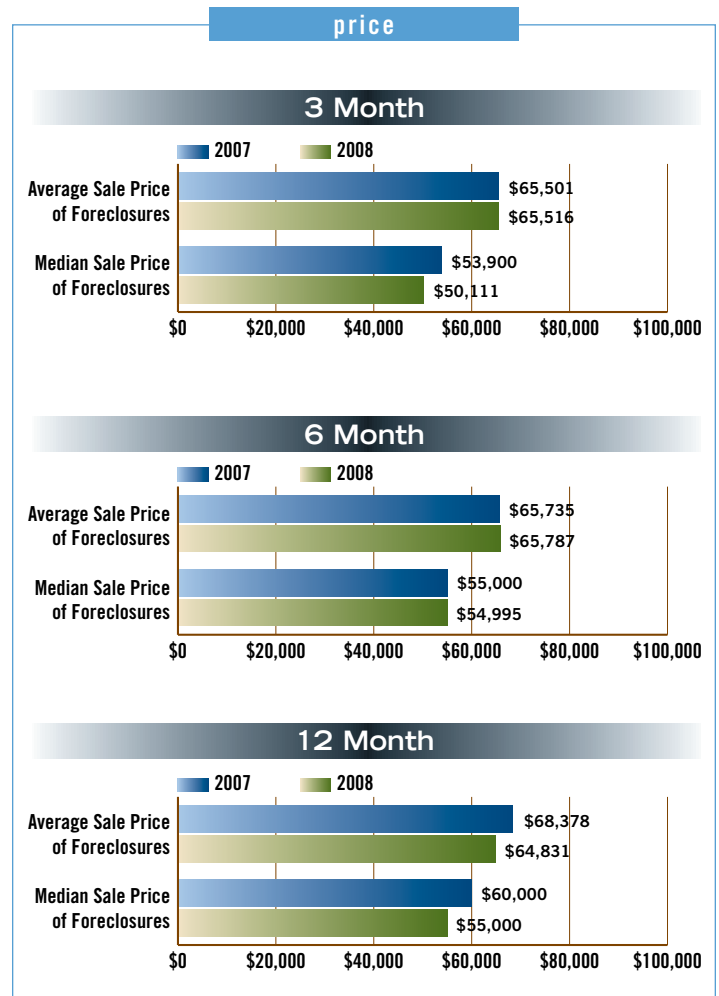 price
3 Month
2007 2008
Average Sale Price
of Foreclosures
$65,501
$65,516
Median Sale Price
of Foreclosures
$53,900
$50,111
$0 $20,000 $40,000 $60,000 $80,000 $100,000
6 Month
2007 2008
Average Sale Price
of Foreclosures
$65,735
$65,787
Median Sale Price
of Foreclosures
$55,000
$54,995
$0 $20,000 $40,000 $60,000 $80,000 $100,000
12 Month
2007 2008
Average Sale Price
of Foreclosures
$68,378
$64,831
Median Sale Price
of Foreclosures
$60,000
$55,000
$0 $20,000 $40,000 $60,000 $80,000 $100,000